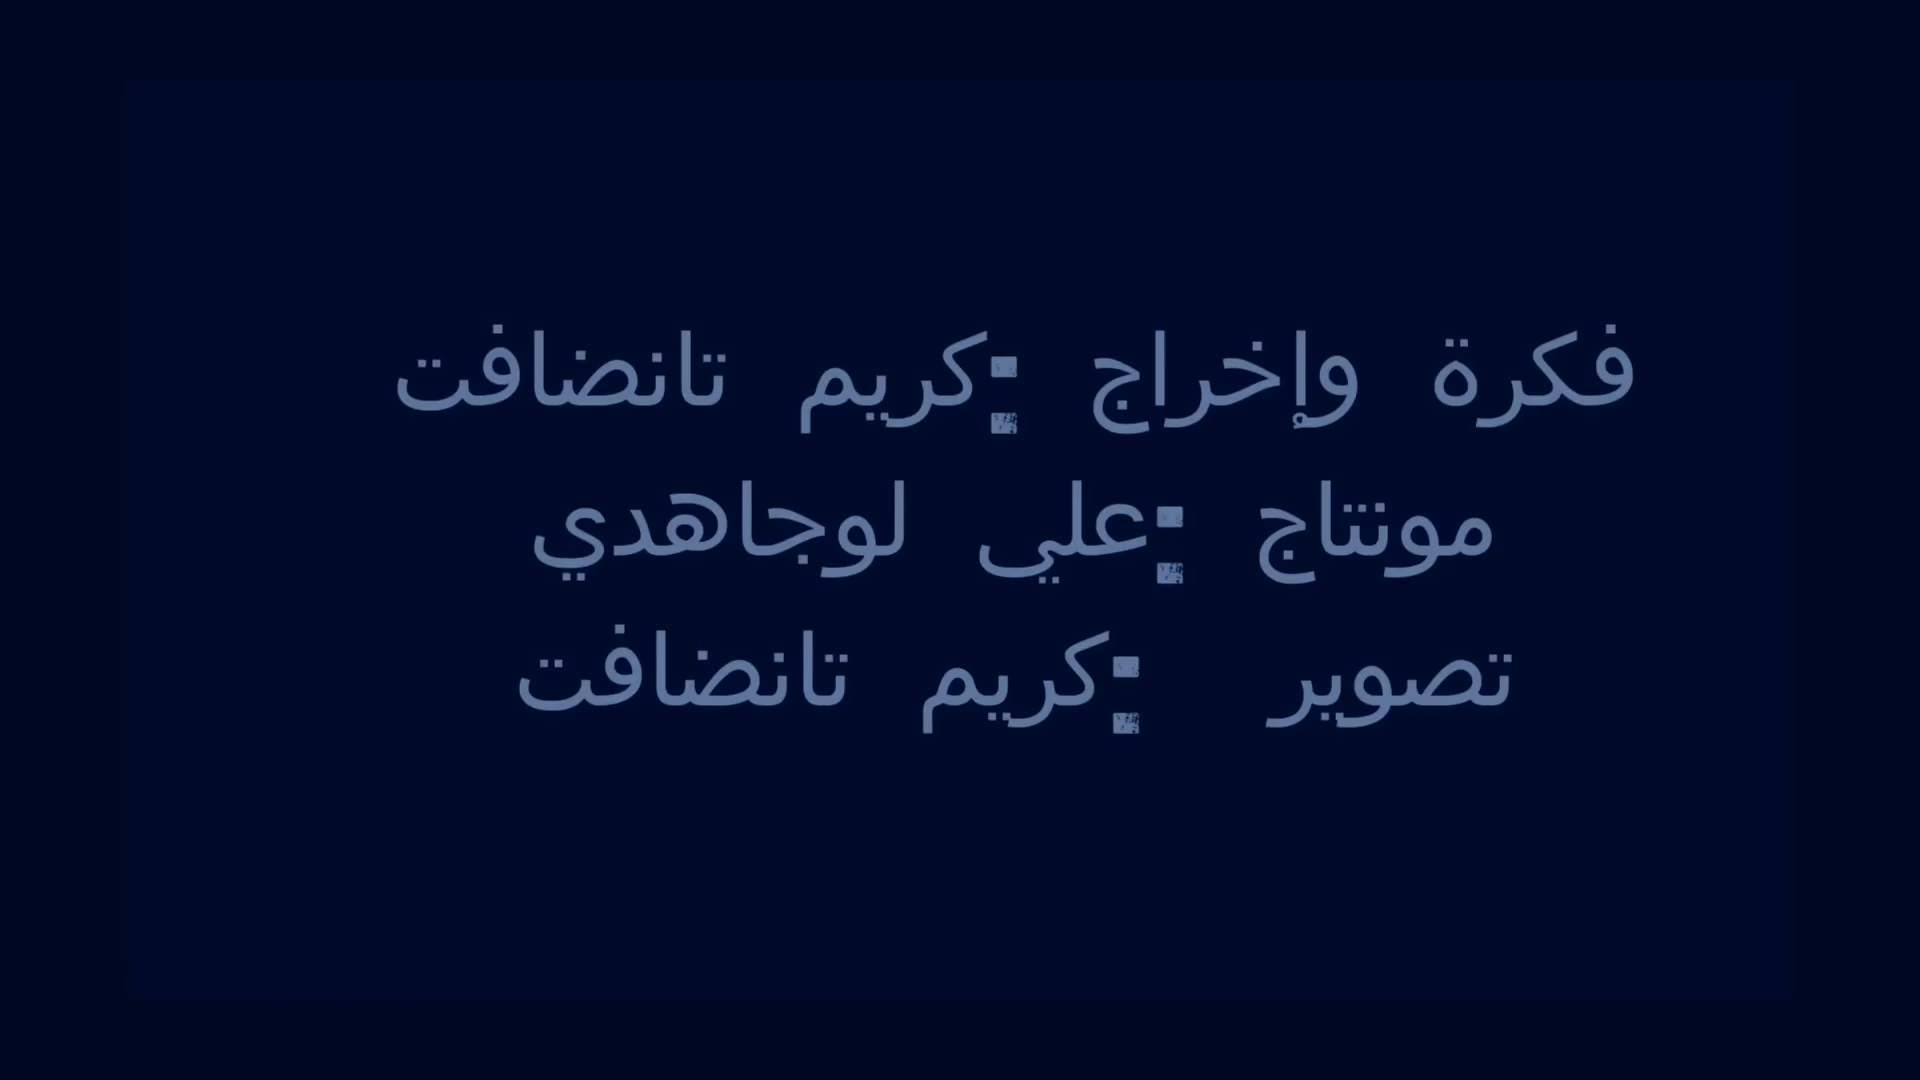 فكرة وإخراج :كريم تانضافت
مونتاج :علي لوجاهدي
تصوير :كريم تانضافت